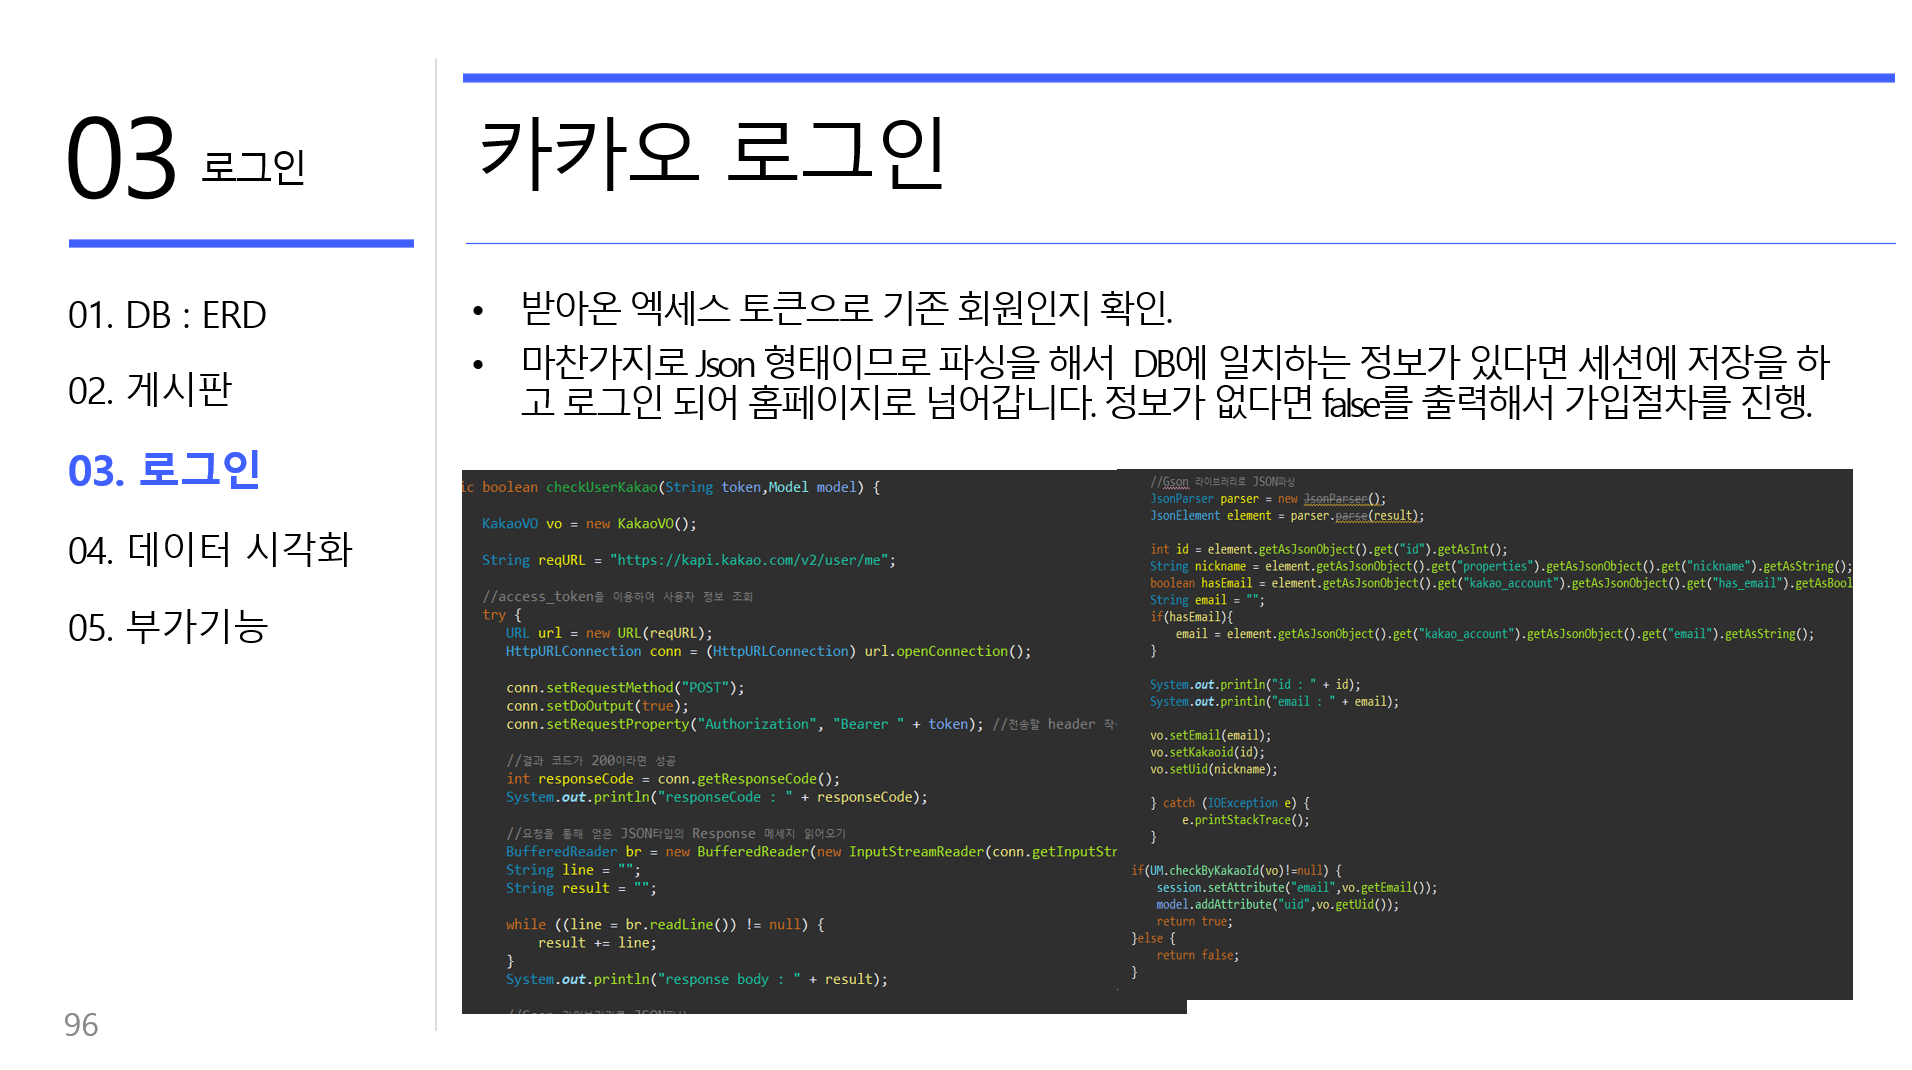 03 로그인
01. DB : ERD
02. 게시판
03. 로그인
04. 데이터 시각화
05. 부가기능
96
카카오 로그인
• 받아온 엑세스 토큰으로 기존 회원인지 확인.
• 마찬가지로 Json 형태이므로 파싱을 해서 DB에 일치하는 정보가 있다면 세션에 저장을 하
고 로그인 되어 홈페이지로 넘어갑니다. 정보가 없다면 false를 출력해서 가입절차를 진행.
ic boolean checkUserKakao(String token,Model model) {
KakaoVO vo = new KakaoVO();
String reqURL = "https://kapi.kakao.com/v2/user/me";
//access_token을 이용하여 사용자 정보 조회
try {
URL url = new URL(reqURL);
HttpURLConnection conn = (HttpURLConnection) url.openConnection();
conn.setRequestMethod("POST");
conn.setDoOutput(true);
conn.setRequestProperty("Authorization", "Bearer " + token); //전송할 header 작
//결과 코드가 200이라면 성공
int responseCode = conn.getResponseCode();
System.out.println("responseCode : " + responseCode);
//요청을 통해 얻은 JSON타입의 Response 메세지 읽어오기
BufferedReader br = new BufferedReader(new InputStreamReader(conn.getInputStr
String line = "";
String result = "";
while ((line = br.readLine()) != null) {
result += line;
}
System.out.println("response body : " + result);
//Gson 라이브러리로 JSON파싱
JsonParser parser = new JsonParser();
JsonElement element = parser.parse(result);
int id = element.getAsJsonObject().get("id").getAsInt();
String nickname = element.getAsJsonObject().get("properties").getAsJsonObject().get("nickname").getAsString();
boolean hasEmail = element.getAsJsonObject().get("kakao_account").getAsJsonObject().get("has_email").getAsBool
String email = "";
if(hasEmail){
email = element.getAsJsonObject().get("kakao_account").getAsJsonObject().get("email").getAsString();
}
System.out.println("id : " + id);
System.out.println("email : " + email);
vo.setEmail(email);
vo.setKakaoid(id);
vo.setUid(nickname);
} catch (IOException e) {
e.printStackTrace();
}
if(UM.checkByKakaoId(vo)!=null) {
session.setAttribute("email",vo.getEmail());
model.addAttribute("uid",vo.getUid());
return true;
}else {
return false;
}